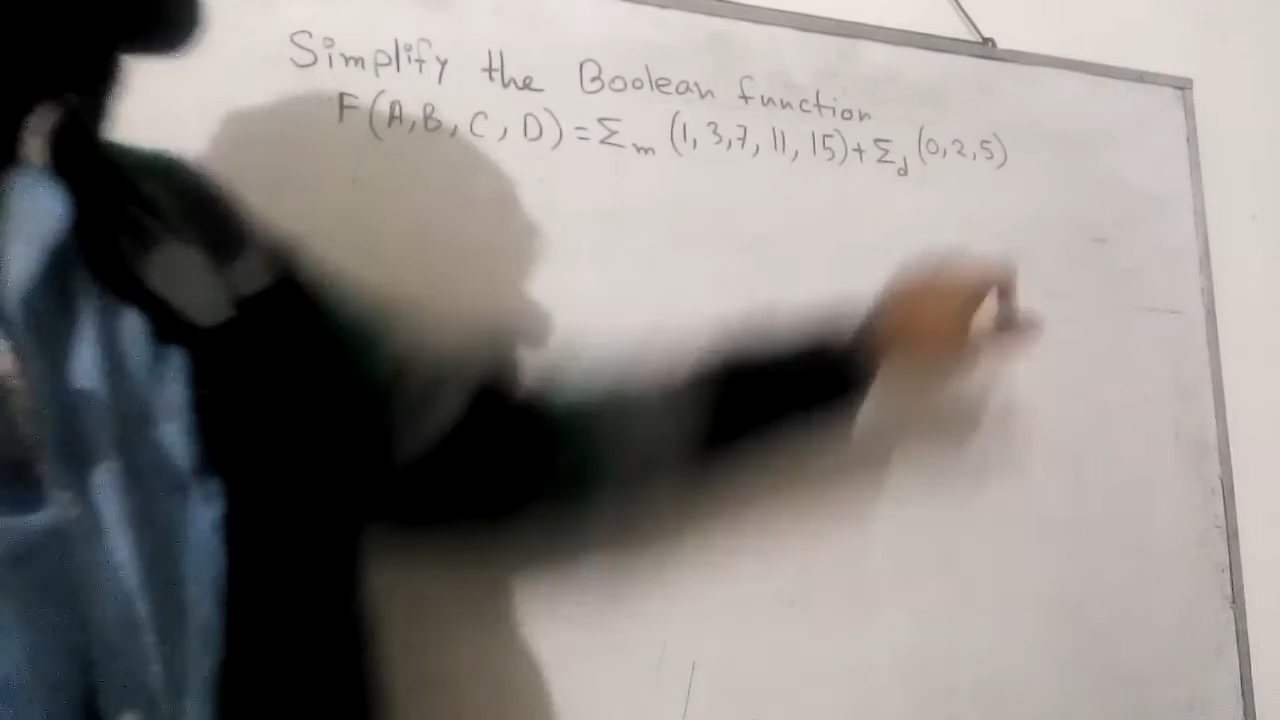 Simplify the Boolean function
F(A,B,C,D)=Σm (1,3,7,11,15)+Σd (0,2,5)